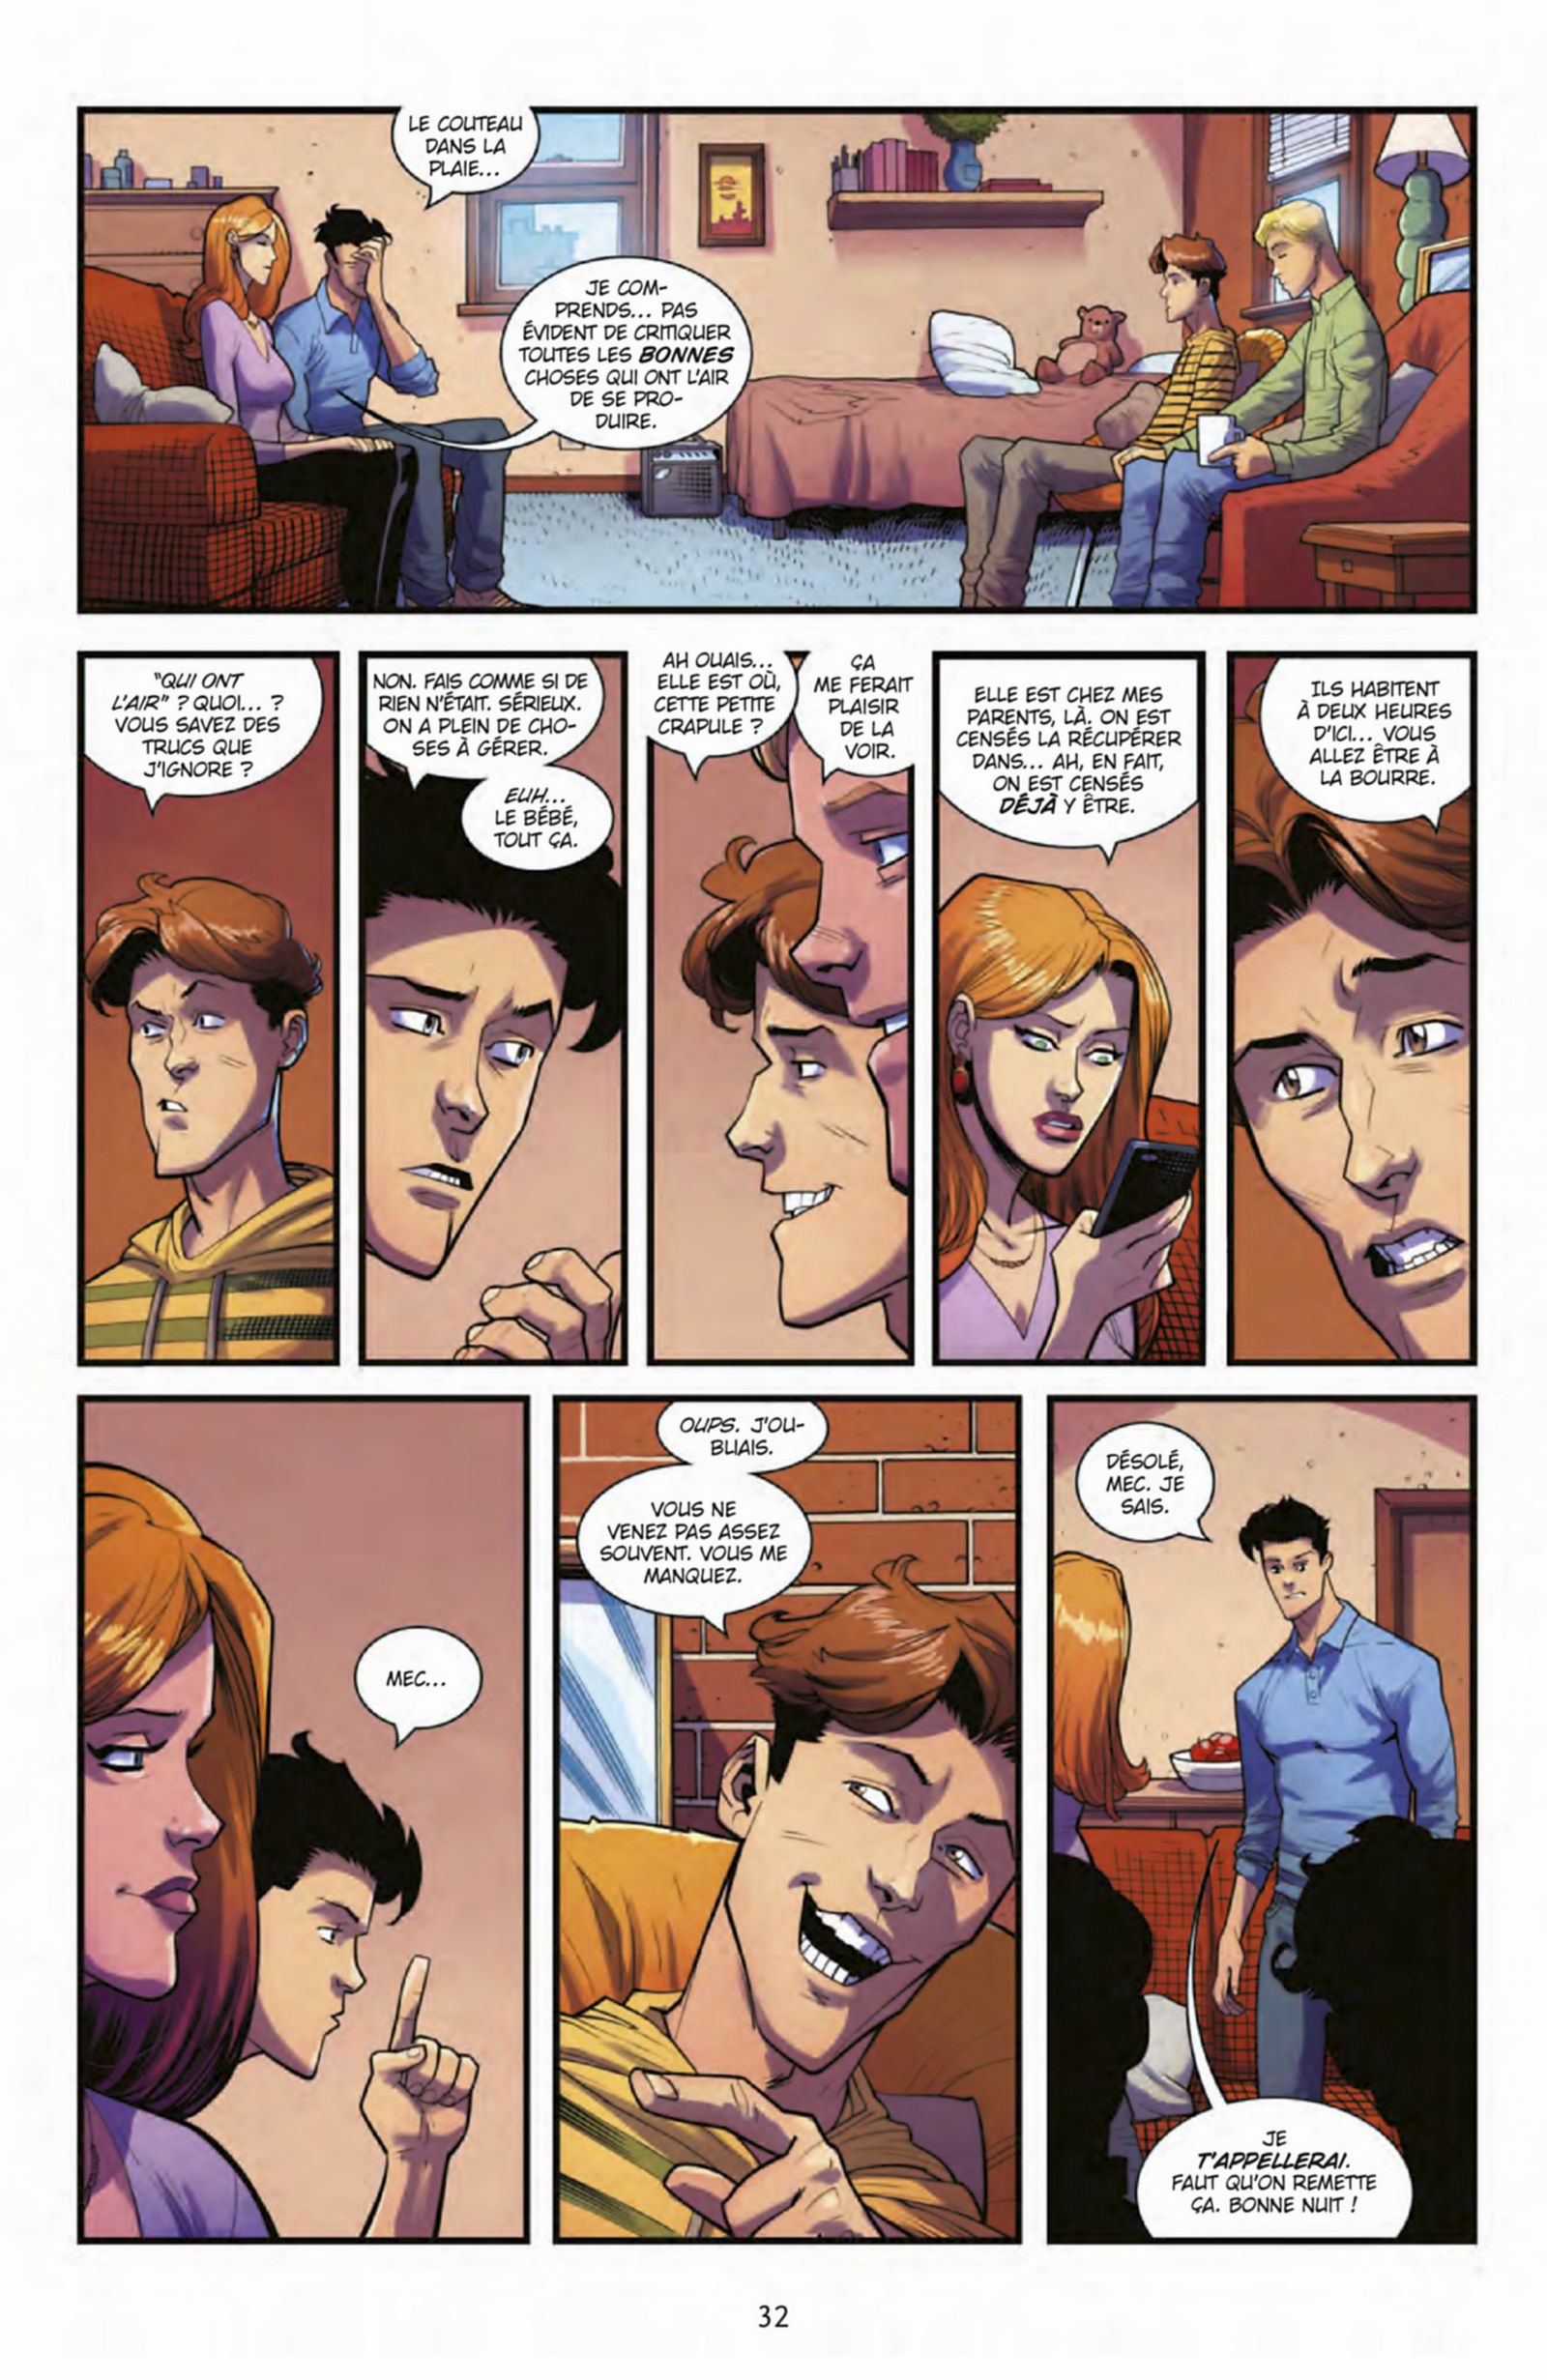 LE COUTEAU
DANS LA
PLAIE...
JE COM-
PRENDS... PAS
ÉVIDENT DE CRITIQUER
TOUTES LES BONNES
CHOSES QUI ONT L'AIR
DE SE PRO-
DUIRE.
"QUI ONT
L'AIR" ? QUOI... ?
VOUS SAVEZ DES
TRUCS QUE
J'IGNORE ?
NON. FAIS COMME SI DE
RIEN N'ÉTAIT. SÉRIEUX.
ON A PLEIN DE CHO-
SES À GÉRER.
EUH...
LE BÉBÉ,
TOUT ÇA.
AH OUAIS...
ELLE EST OÙ,
CETTE PETITE
CRAPULE ?
ÇA
ME FERAIT
PLAISIR
DE LA
VOIR.
ELLE EST CHEZ MES
PARENTS, LÀ. ON EST
CENSÉS LA RÉCUPÉRER
DANS... AH, EN FAIT,
ON EST CENSÉS
DÉJÀ Y ÊTRE.
ILS HABITENT
À DEUX HEURES
D'ICI... VOUS
ALLEZ ÊTRE À
LA BOURRE.
MEC...
OUPS. J'OU-
BLIAIS.
VOUS NE
VENEZ PAS ASSEZ
SOUVENT. VOUS ME
MANQUEZ.
DÉSOLÉ,
MEC. JE
SAIS.
JE
T'APPELLERAI.
FAUT QU'ON REMETTE
ÇA. BONNE NUIT !
32